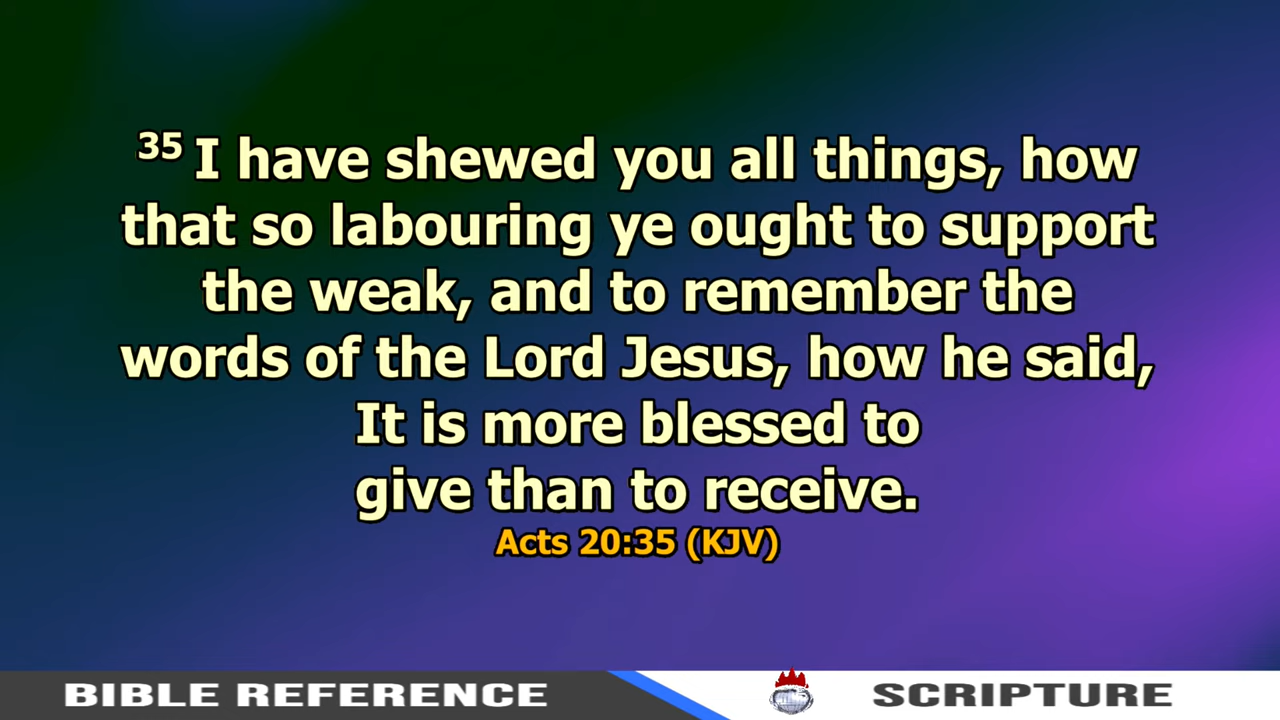 35 I have shewed you all things, how
that so labouring ye ought to support
the weak, and to remember the
words of the Lord Jesus, how he said,
It is more blessed to
give than to receive.
Acts 20:35 (KJV)
BIBLE REFERENCE
SCRIPTURE